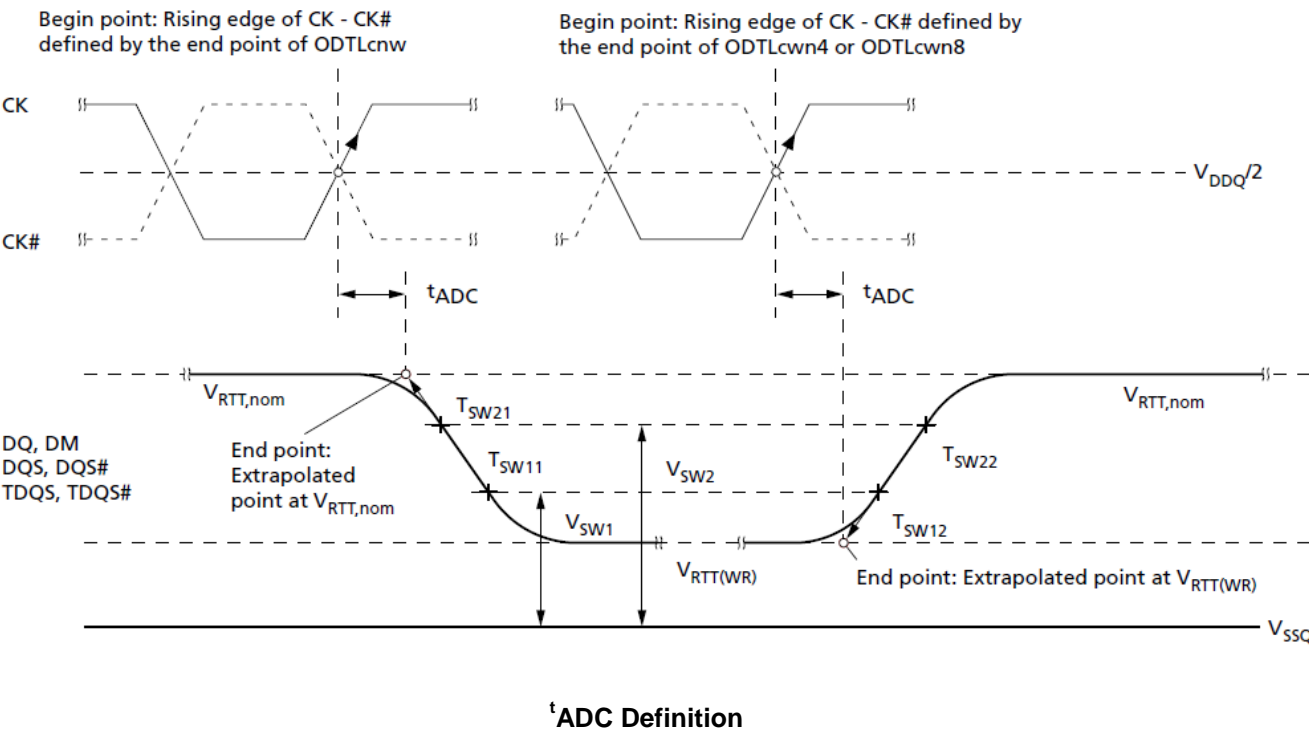 Begin point: Rising edge of CK - CK#
defined by the end point of ODTLcnw
Begin point: Rising edge of CK - CK# defined by
the end point of ODTLcwn4 or ODTLcwn8
CK
VDDQ/2
CK#
tADC
tADC
VRTT,nom
VRTT,nom
TSW21
DQ, DM
DQS, DQS#
TDQS, TDQS#
End point:
Extrapolated
point at VRTT,nom
TSW11
VSW2
TSW22
VSW1
TSW12
VRTT(WR)
End point: Extrapolated point at VRTT(WR)
VSSQ
tADC Definition